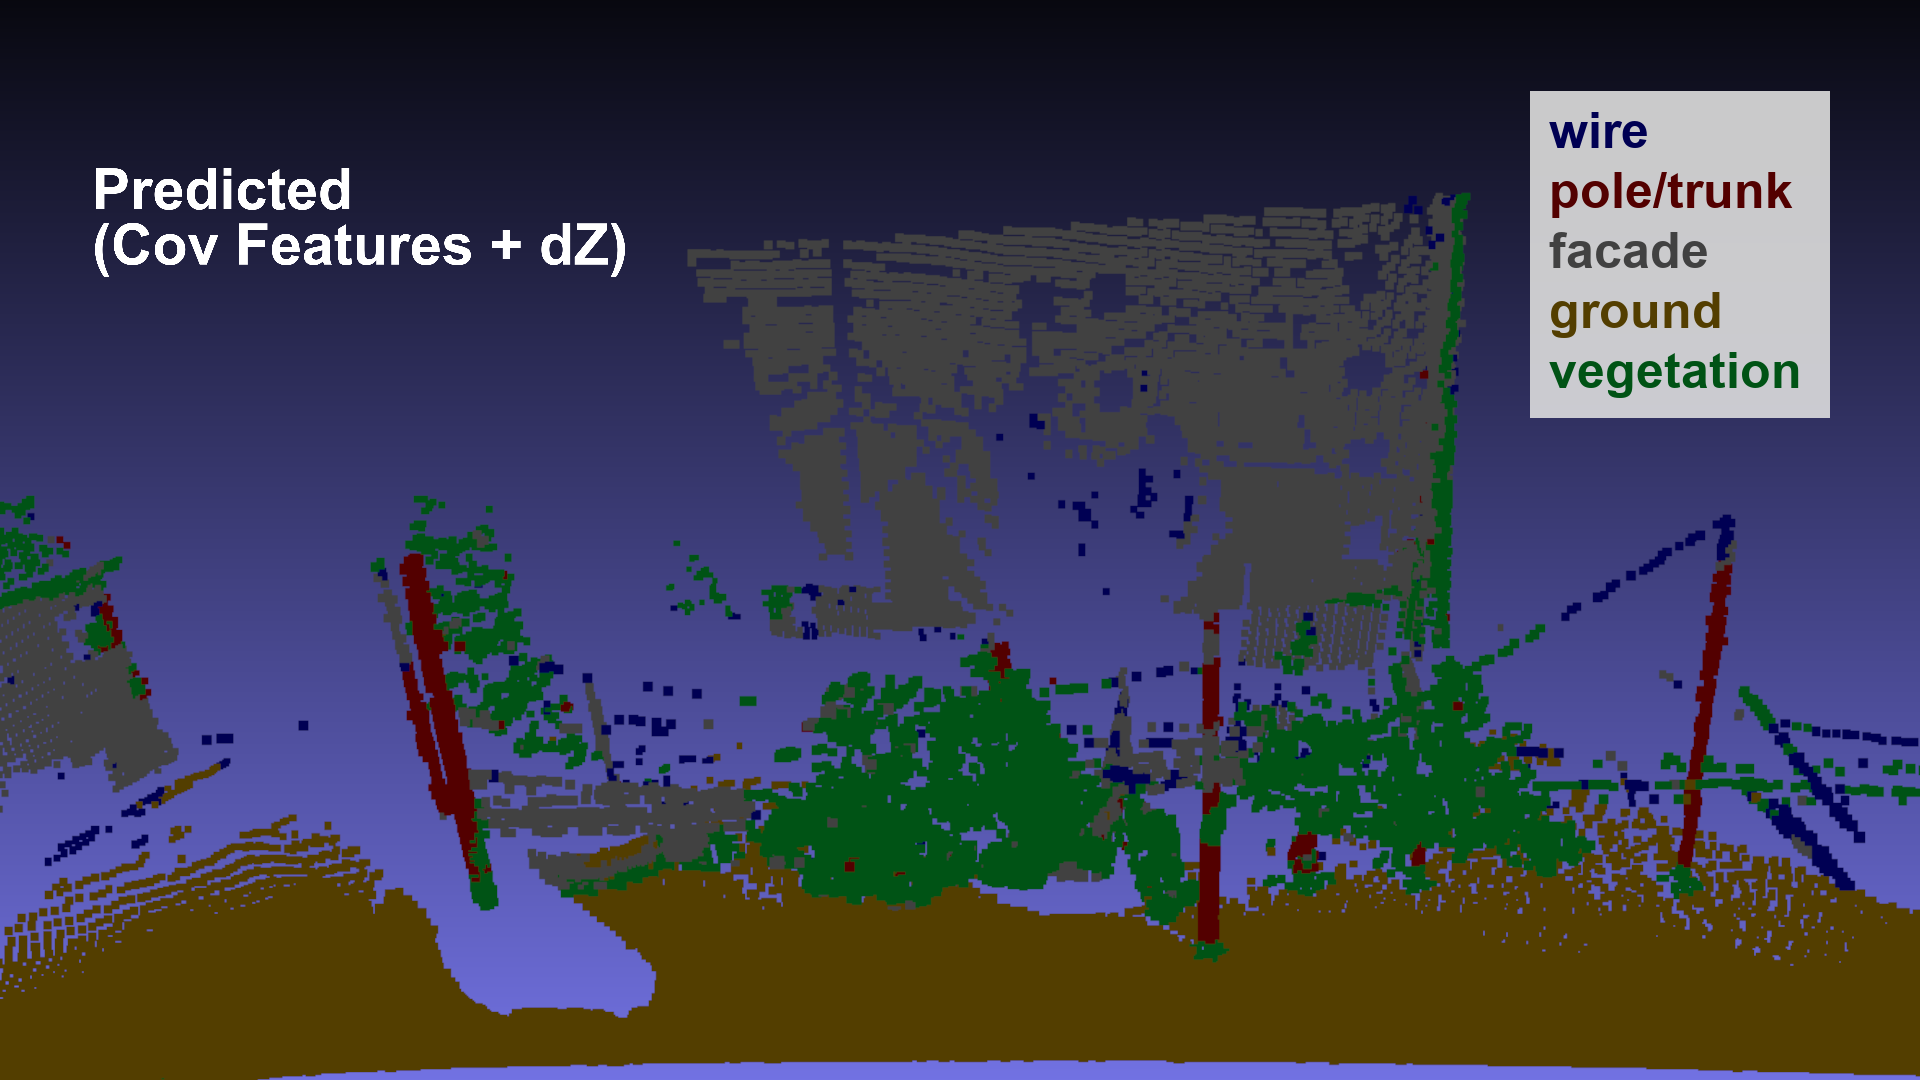 Predicted
(Cov Features + dZ)
wire
pole/trunk
facade
ground
vegetation